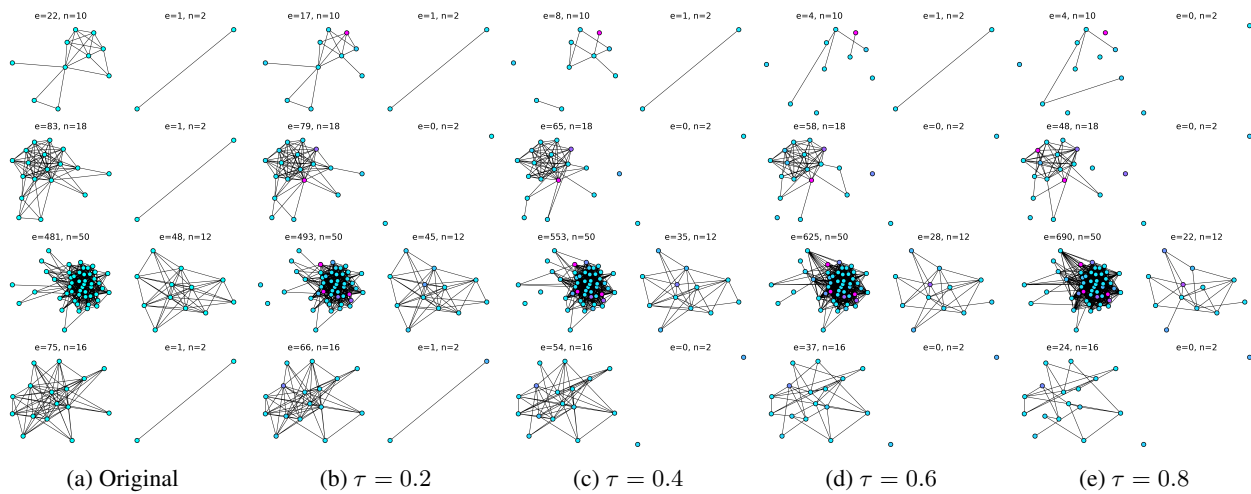 e=22, n=10 e=1, n=2 e=17, n=10 e=1, n=2 e=8, n=10 e=1, n=2 e=4, n=10 e=1, n=2 e=4, n=10 e=0, n=2
e=83, n=18 e=1, n=2 e=79, n=18 e=0, n=2 e=65, n=18 e=0, n=2 e=58, n=18 e=0, n=2 e=48, n=18 e=0, n=2
e=481, n=50 e=48, n=12 e=493, n=50 e=45, n=12 e=553, n=50 e=35, n=12 e=625, n=50 e=28, n=12 e=690, n=50 e=22, n=12
e=75, n=16 e=1, n=2 e=66, n=16 e=1, n=2 e=54, n=16 e=0, n=2 e=37, n=16 e=0, n=2 e=24, n=16 e=0, n=2
(a) Original (b) τ = 0.2 (c) τ = 0.4 (d) τ = 0.6 (e) τ = 0.8